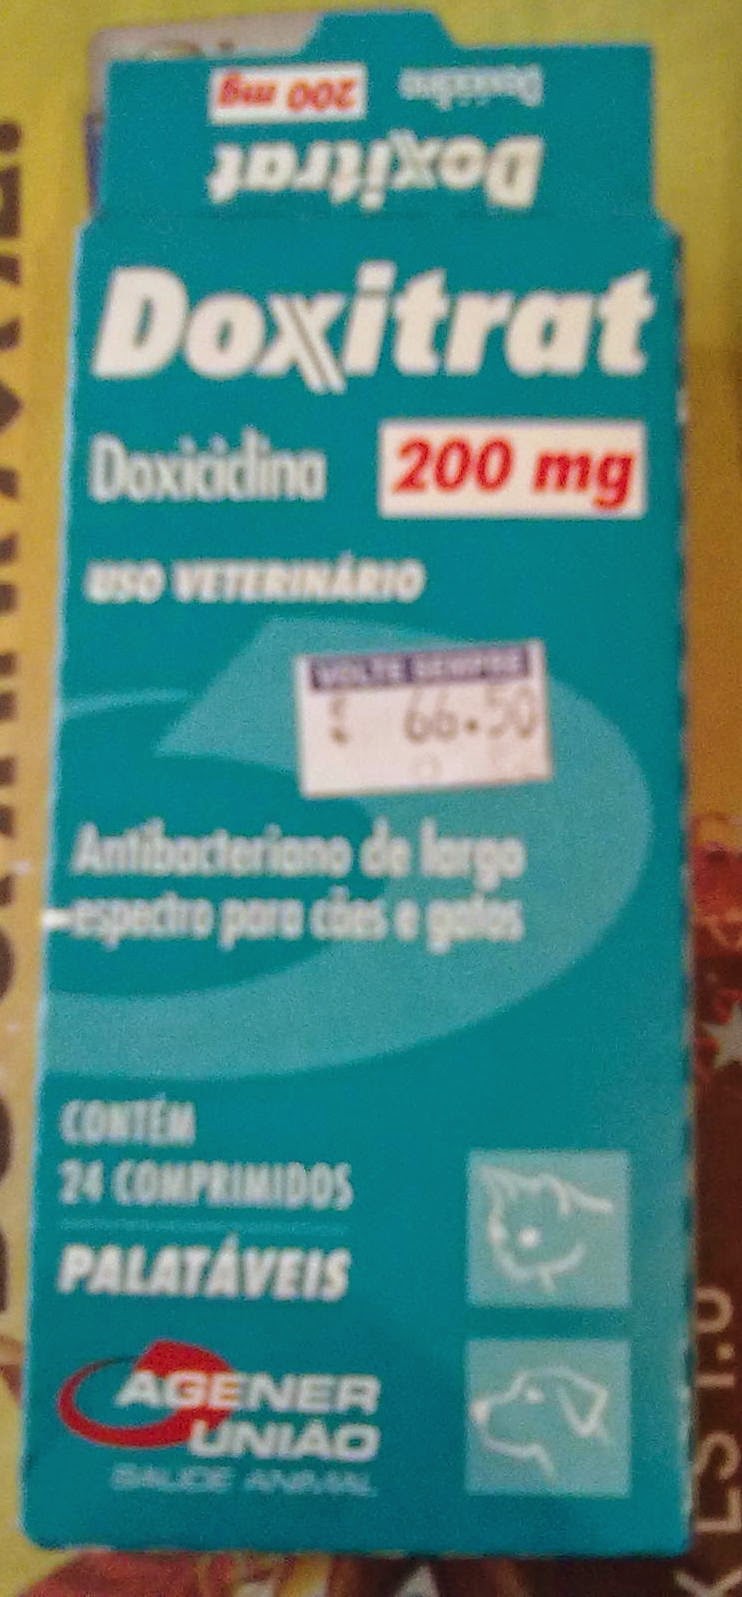 Doxiciclina
200 mg
Doxitrat
Doxitrat
Doxiciclina 200 mg
USO VETERINÁRIO
VOLTE SEMPRE
66.50
Antibacteriano de largo
espectro para cães e gatos
CONTÉM
24 COMPRIMIDOS
PALATÁVEIS
AGENER
UNIÃO
SAÚDE ANIMAL